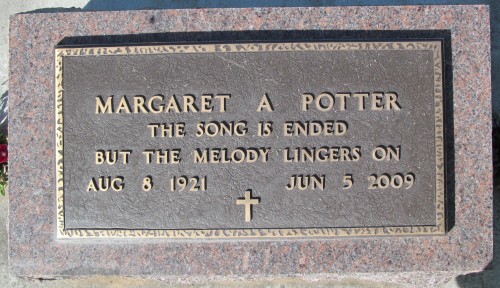 MARGARET A POTTER
THE SONG IS ENDED
BUT THE MELODY LINGERS ON
AUG 8 1921 JUN 5 2009